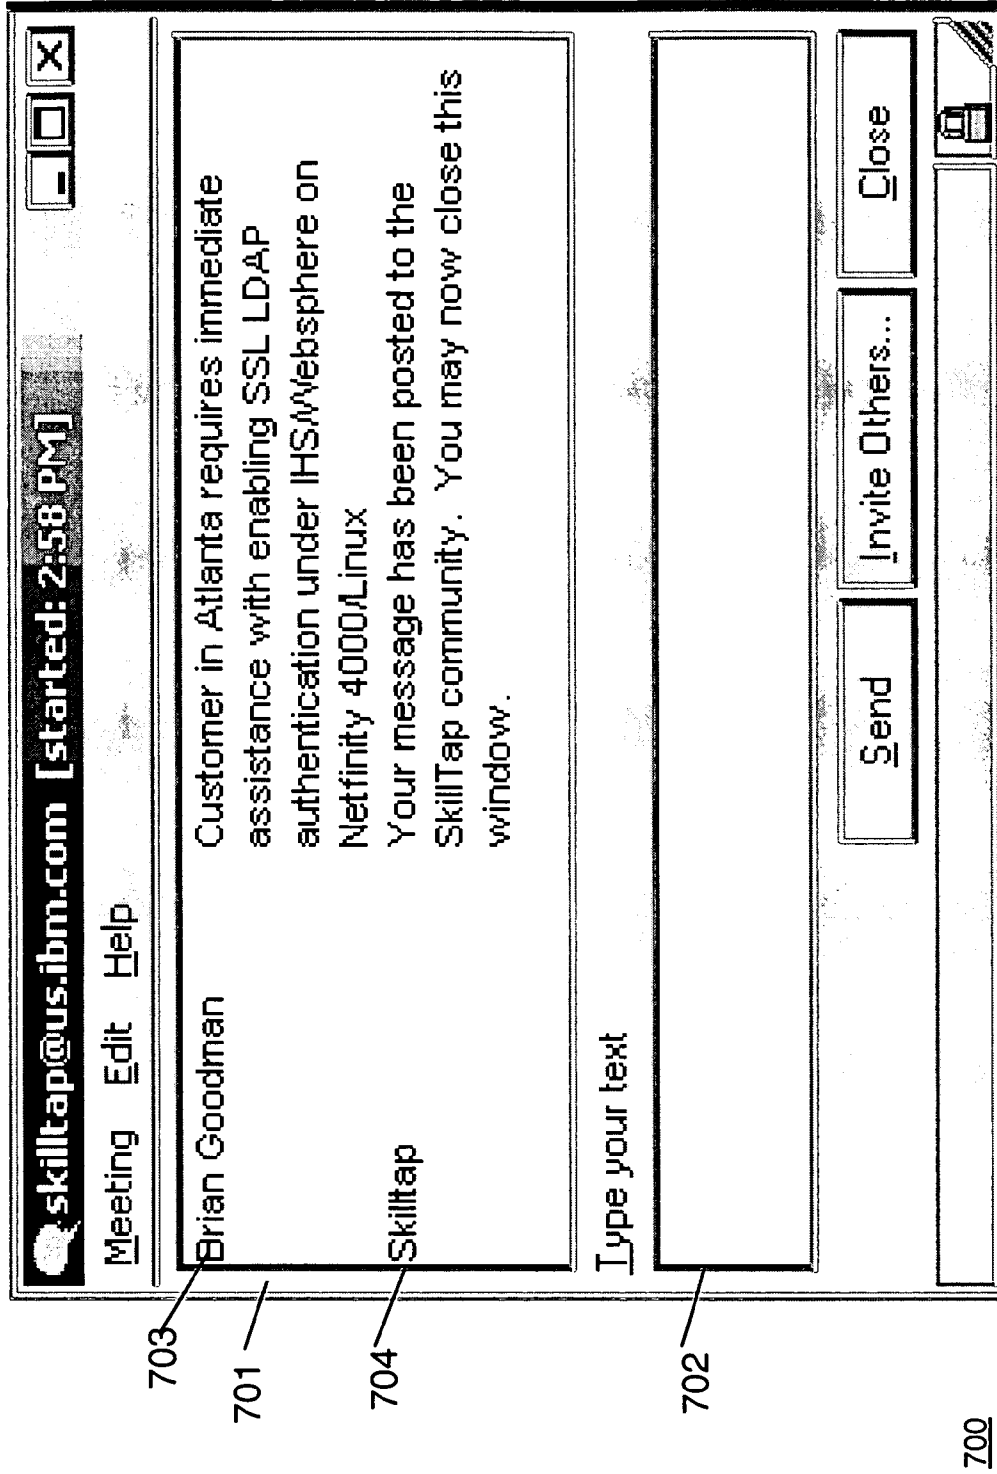 skilltap@us.ibm.com [started: 2:58 PM]
Meeting Edit Help
703
Brian Goodman
Customer in Atlanta requires immediate
assistance with enabling SSL LDAP
authentication under IHS/Websphere on
Netfinity 4000/Linux
701
704
Skilltap
Your message has been posted to the
SkillTap community. You may now close this
window.
Type your text
702
Send
Invite Others...
Close
700